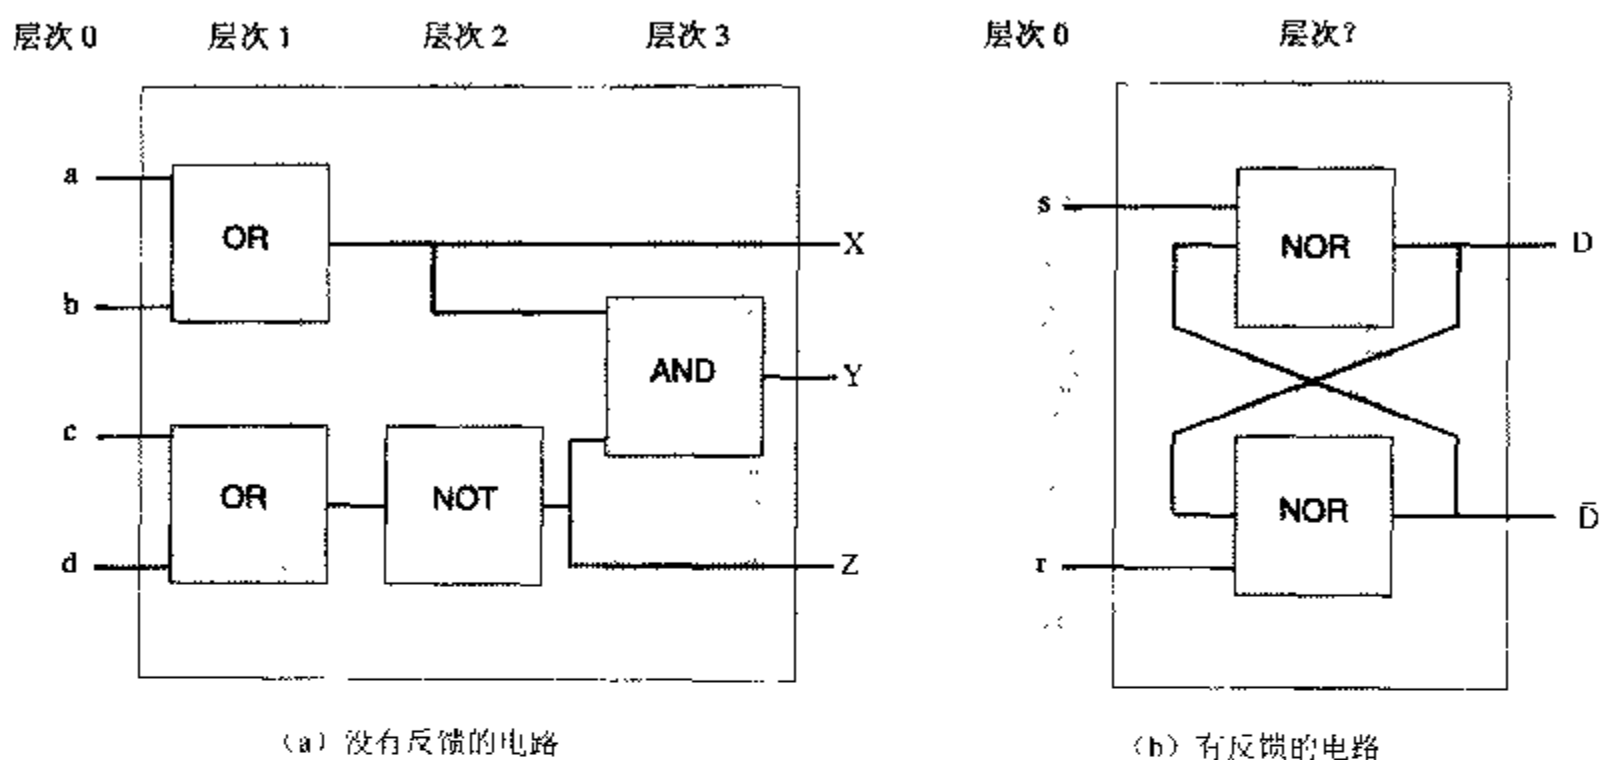 层次 0 层次 1 层次 2 层次 3
a
b
c
d
OR
OR
NOT
AND
X
Y
Z
(a) 没有反馈的电路
层次 0 层次?
s
r
NOR
NOR
D
D̄
(b) 有反馈的电路